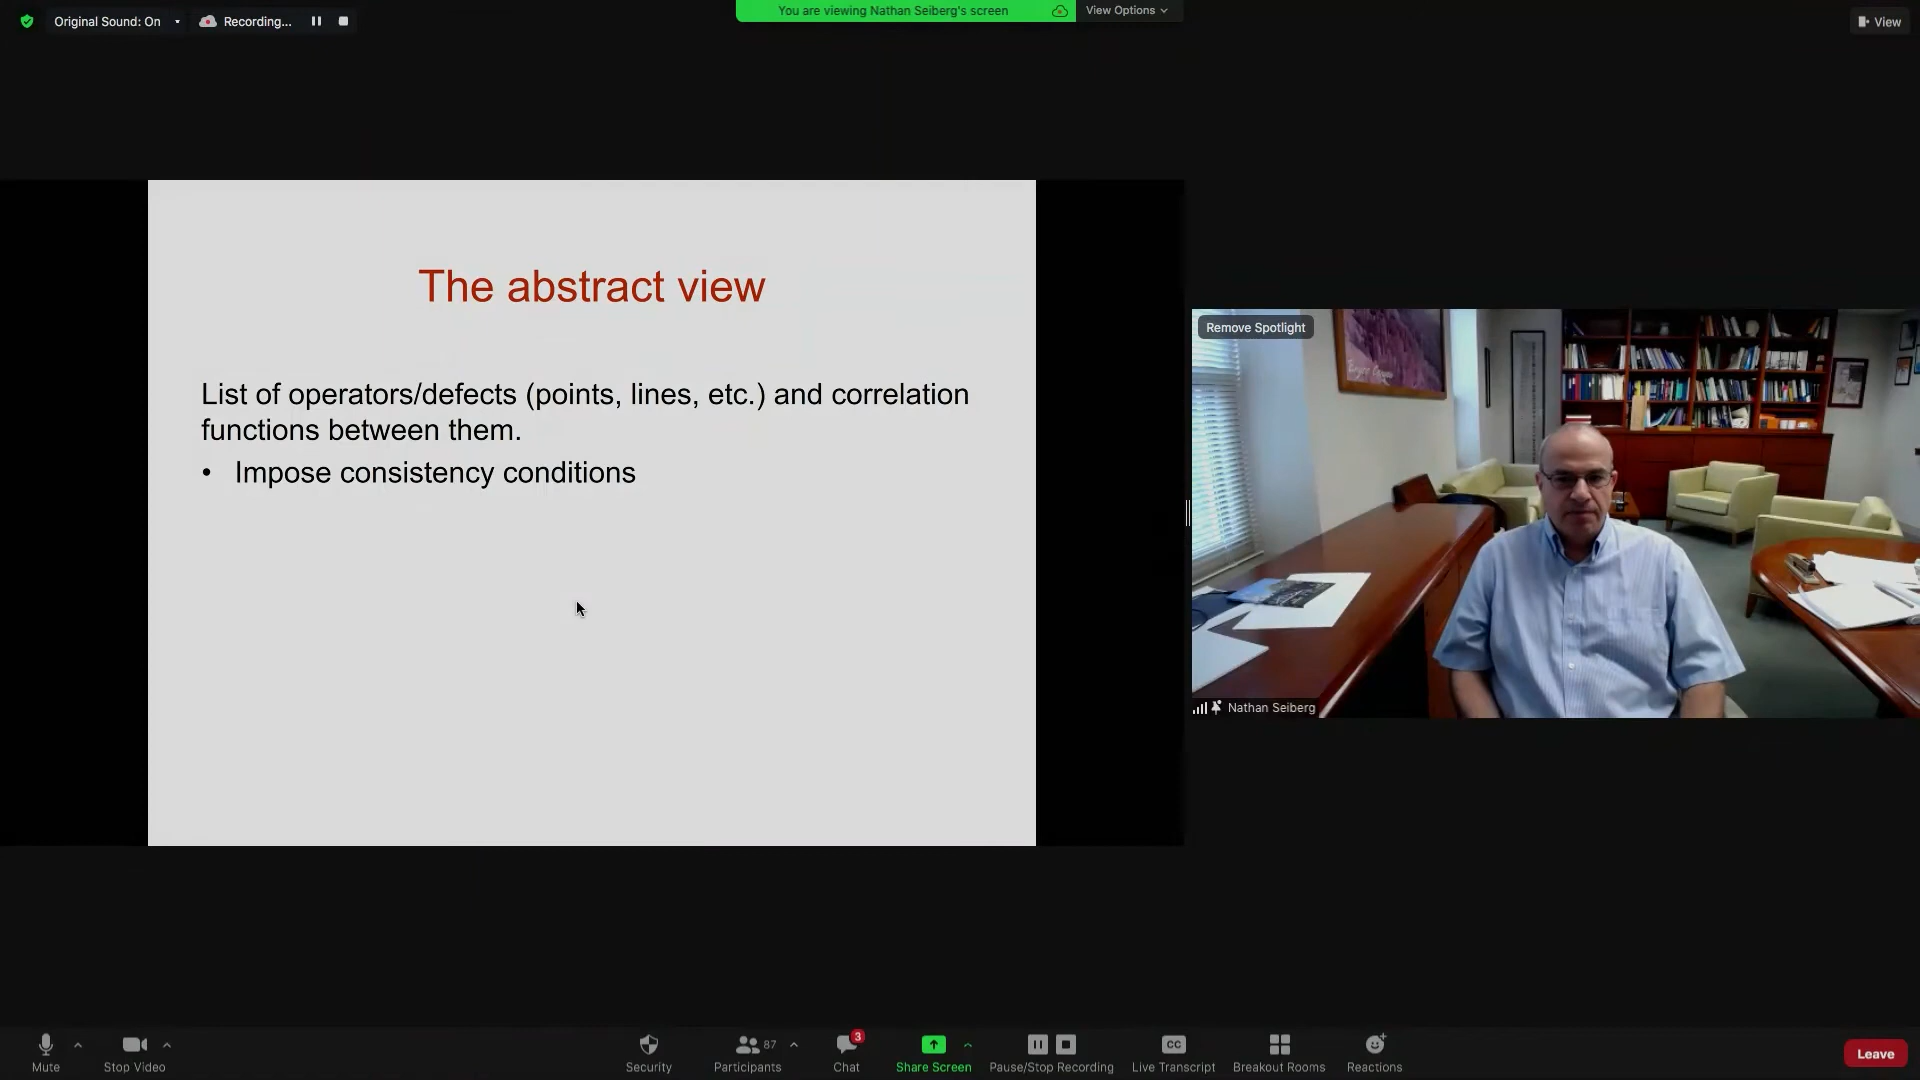 Original Sound: On
Recording...
You are viewing Nathan Seiberg's screen
View Options
View
The abstract view
List of operators/defects (points, lines, etc.) and correlation
functions between them.
• Impose consistency conditions
Remove Spotlight
Nathan Seiberg
Mute
Stop Video
Security
87
Participants
3
Chat
Share Screen
Pause/Stop Recording
CC
Live Transcript
Breakout Rooms
Reactions
Leave